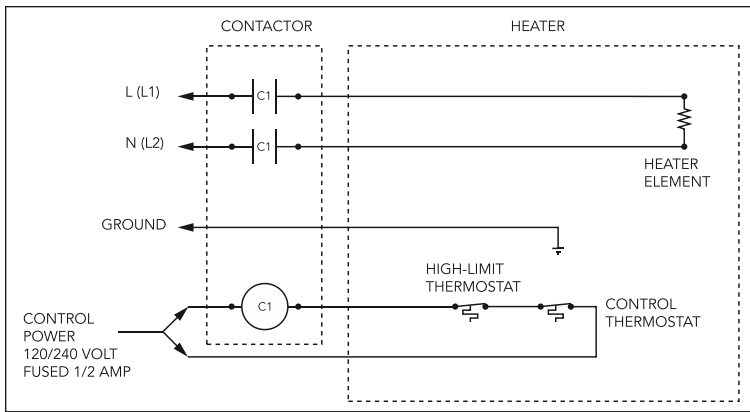 CONTACTOR
HEATER
L (L1)
C1
N (L2)
C1
HEATER
ELEMENT
GROUND
HIGH-LIMIT
THERMOSTAT
C1
CONTROL
THERMOSTAT
CONTROL
POWER
120/240 VOLT
FUSED 1/2 AMP